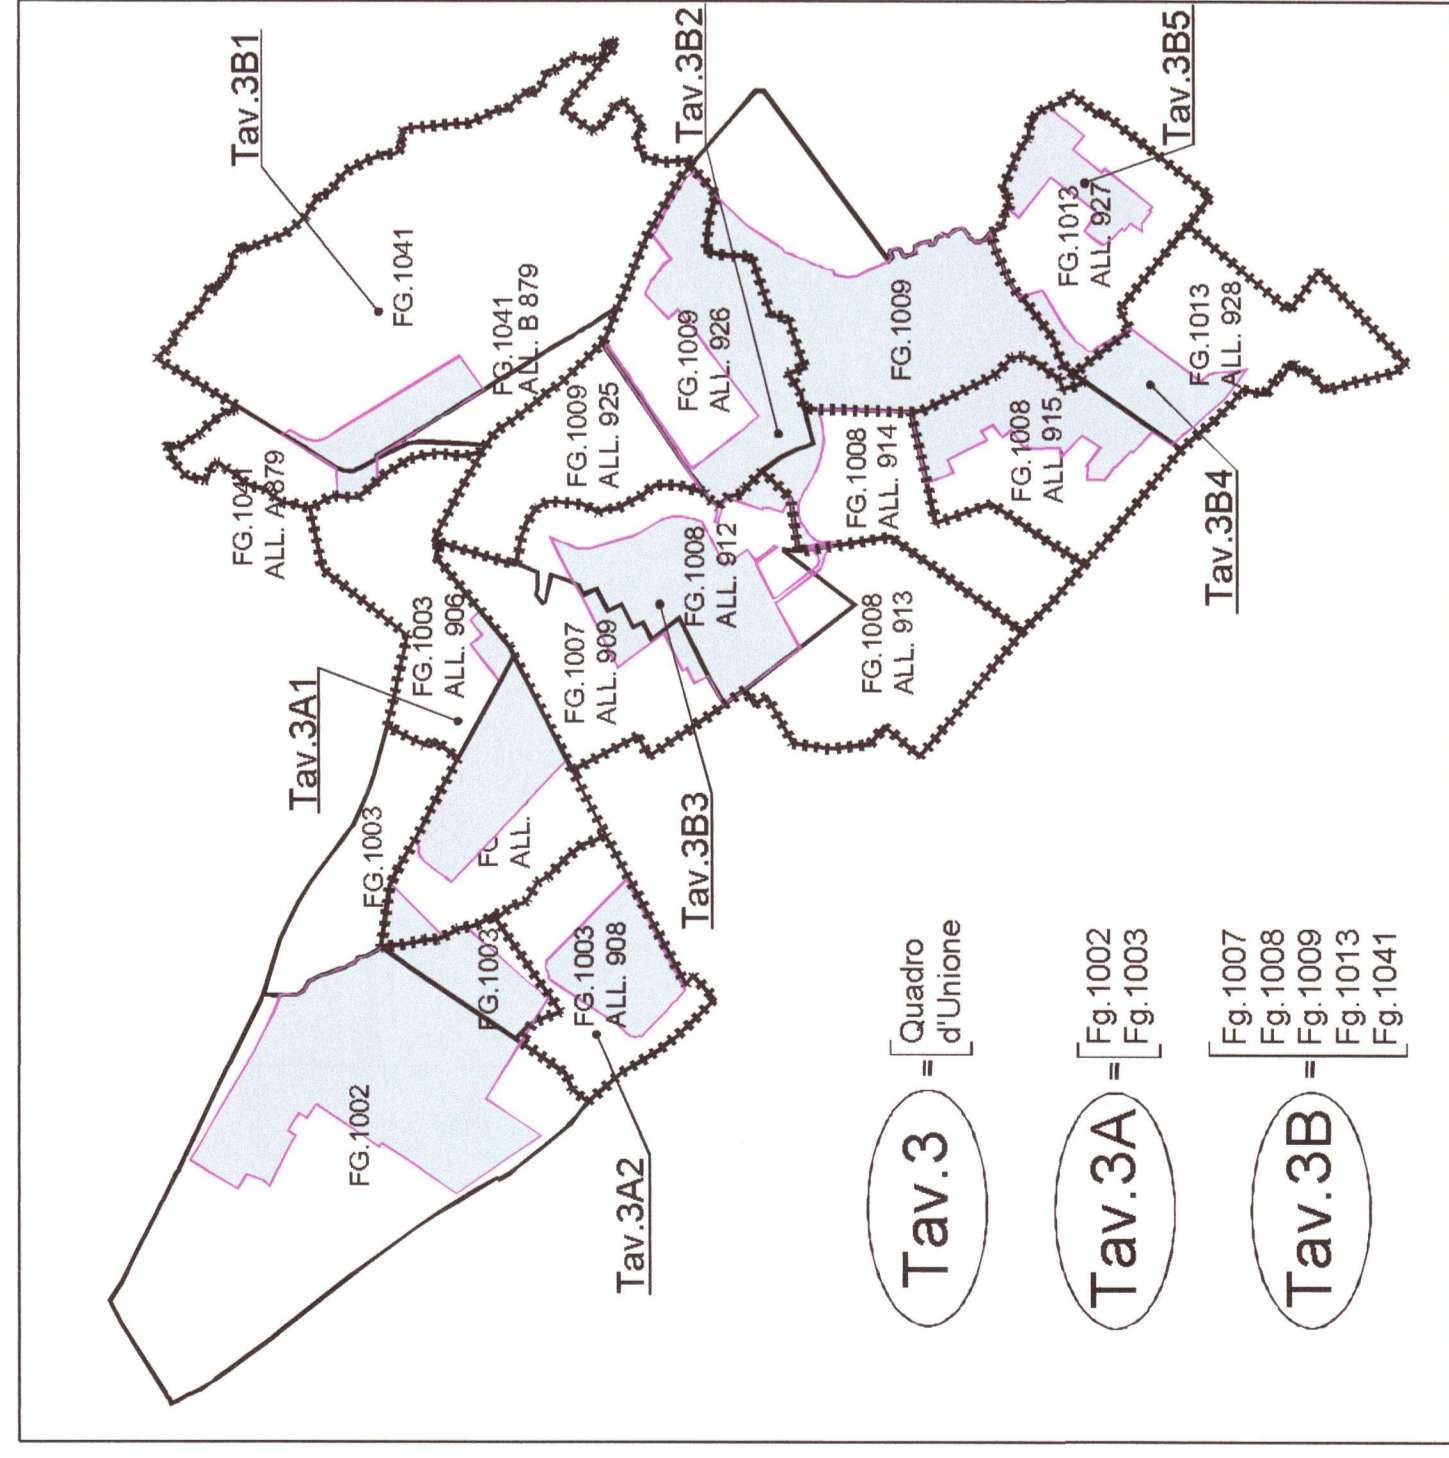 Tav.3B1
Tav.3B2
Tav.3B5
FG.1041
FG.1041
ALL. B 879
FG.1041
ALL. A 879
FG.1009
ALL. 925
FG.1009
ALL. 926
FG.1009
FG.1013
ALL. 927
FG.1013
ALL. 928
FG.1008
ALL. 914
FG.1008
ALL. 915
Tav.3B4
FG.1003
ALL. 906
FG.1007
ALL. 909
FG.1008
ALL. 912
FG.1008
ALL. 913
Tav.3A1
Tav.3B3
FG.1003
ALL.
FG.1003
FG.1003
ALL. 908
FG.1002
Tav.3A2
Tav.3 = Quadro
d'Unione
Tav.3A = Fg.1002
Fg.1003
Tav.3B = Fg.1007
Fg.1008
Fg.1009
Fg.1013
Fg.1041